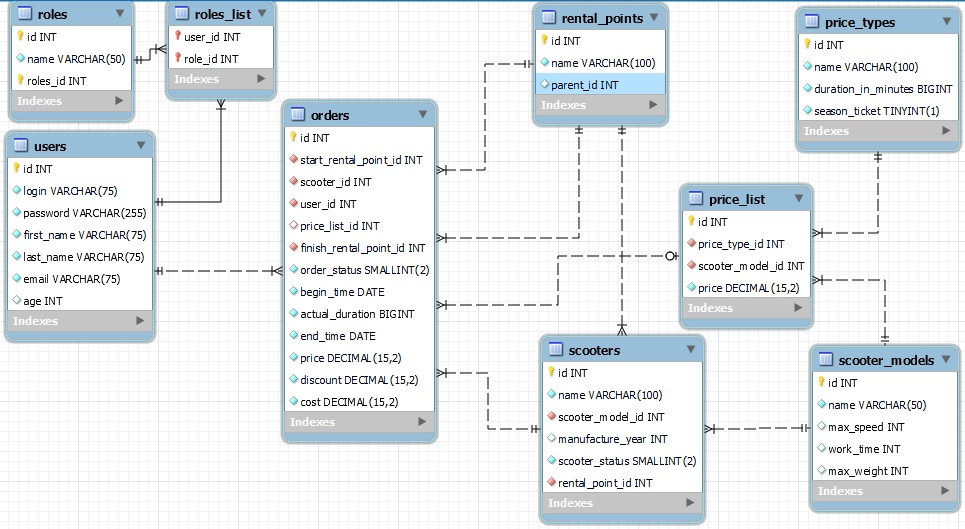 roles
id INT
name VARCHAR(50)
roles_id INT
Indexes
roles_list
user_id INT
role_id INT
Indexes
users
id INT
login VARCHAR(75)
password VARCHAR(255)
first_name VARCHAR(75)
last_name VARCHAR(75)
email VARCHAR(75)
age INT
Indexes
orders
id INT
start_rental_point_id INT
scooter_id INT
user_id INT
price_list_id INT
finish_rental_point_id INT
order_status SMALLINT(2)
begin_time DATE
actual_duration BIGINT
end_time DATE
price DECIMAL(15,2)
discount DECIMAL(15,2)
cost DECIMAL(15,2)
Indexes
rental_points
id INT
name VARCHAR(100)
parent_id INT
Indexes
price_types
id INT
name VARCHAR(100)
duration_in_minutes BIGINT
season_ticket TINYINT(1)
Indexes
price_list
id INT
price_type_id INT
scooter_model_id INT
price DECIMAL(15,2)
Indexes
scooters
id INT
name VARCHAR(100)
scooter_model_id INT
manufacture_year INT
scooter_status SMALLINT(2)
rental_point_id INT
Indexes
scooter_models
id INT
name VARCHAR(50)
max_speed INT
work_time INT
max_weight INT
Indexes